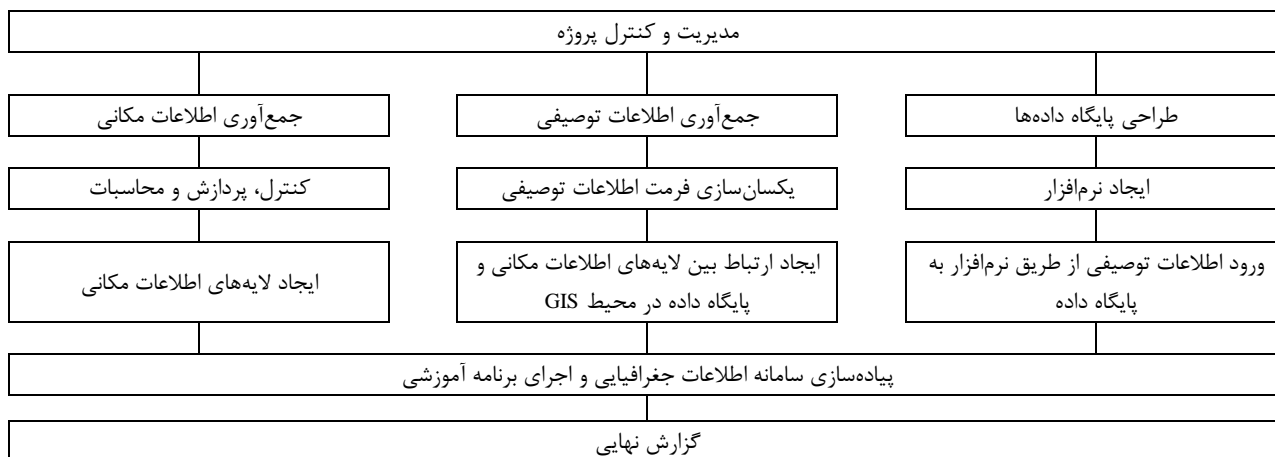 مدیریت و کنترل پروژه
طراحی پایگاه داده‌ها
جمع‌آوری اطلاعات توصیفی
جمع‌آوری اطلاعات مکانی
ایجاد نرم‌افزار
یکسان‌سازی فرمت اطلاعات توصیفی
کنترل، پردازش و محاسبات
ورود اطلاعات توصیفی از طریق نرم‌افزار به
پایگاه داده
ایجاد ارتباط بین لایه‌های اطلاعات مکانی و
پایگاه داده در محیط GIS
ایجاد لایه‌های اطلاعات مکانی
پیاده‌سازی سامانه اطلاعات جغرافیایی و اجرای برنامه آموزشی
گزارش نهایی